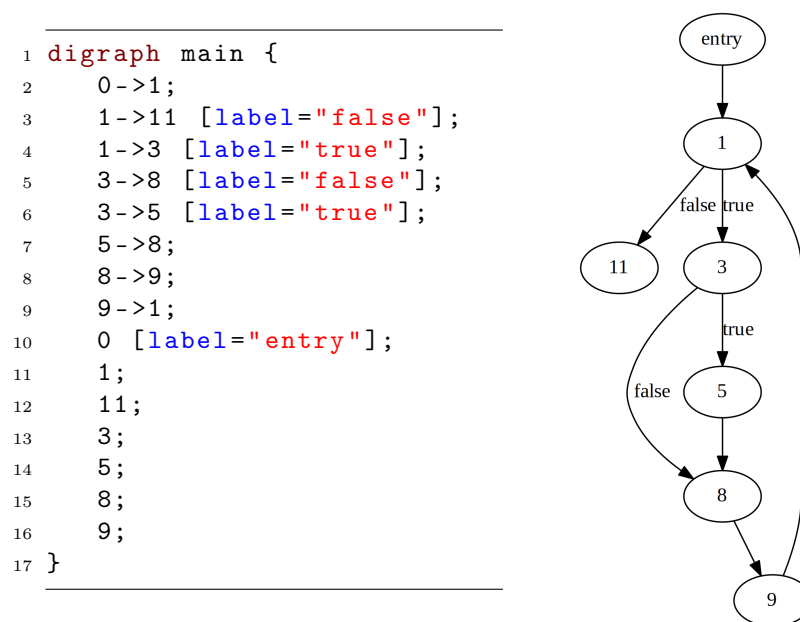 1 digraph main {
2 0->1;
3 1->11 [label="false"];
4 1->3 [label="true"];
5 3->8 [label="false"];
6 3->5 [label="true"];
7 5->8;
8 8->9;
9 9->1;
10 0 [label="entry"];
11 1;
12 11;
13 3;
14 5;
15 8;
16 9;
17 }
entry
1
false true
11 3
true
false 5
8
9